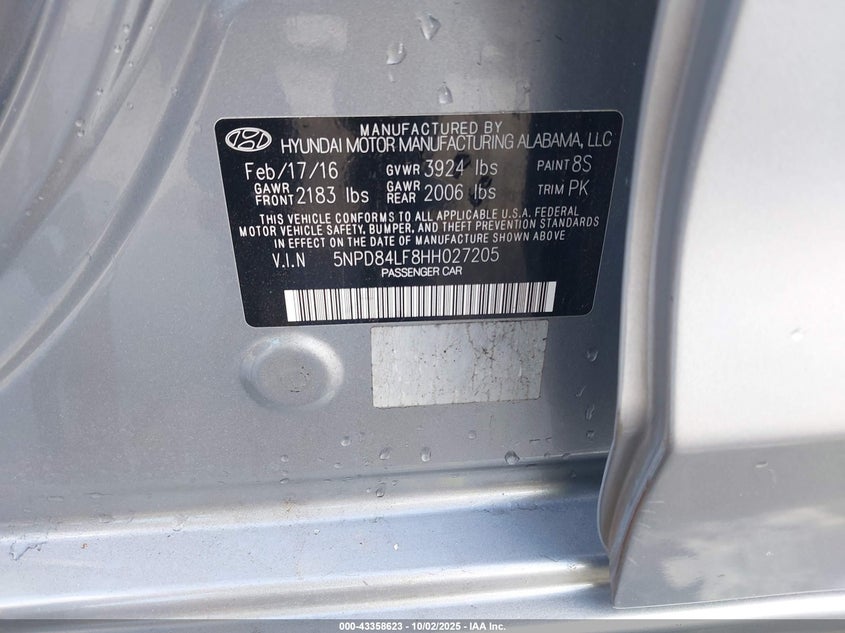 MANUFACTURED BY
HYUNDAI MOTOR MANUFACTURING ALABAMA, LLC
Feb/17/16 GVWR 3924 lbs PAINT 8S
GAWR FRONT 2183 lbs GAWR REAR 2006 lbs TRIM PK
THIS VEHICLE CONFORMS TO ALL APPLICABLE U.S.A. FEDERAL
MOTOR VEHICLE SAFETY, BUMPER, AND THEFT PREVENTION STANDARDS
IN EFFECT ON THE DATE OF MANUFACTURE SHOWN ABOVE
V.I.N 5NPD84LF8HH027205
PASSENGER CAR
000-43358623 - 10/02/2025 - IAA Inc.